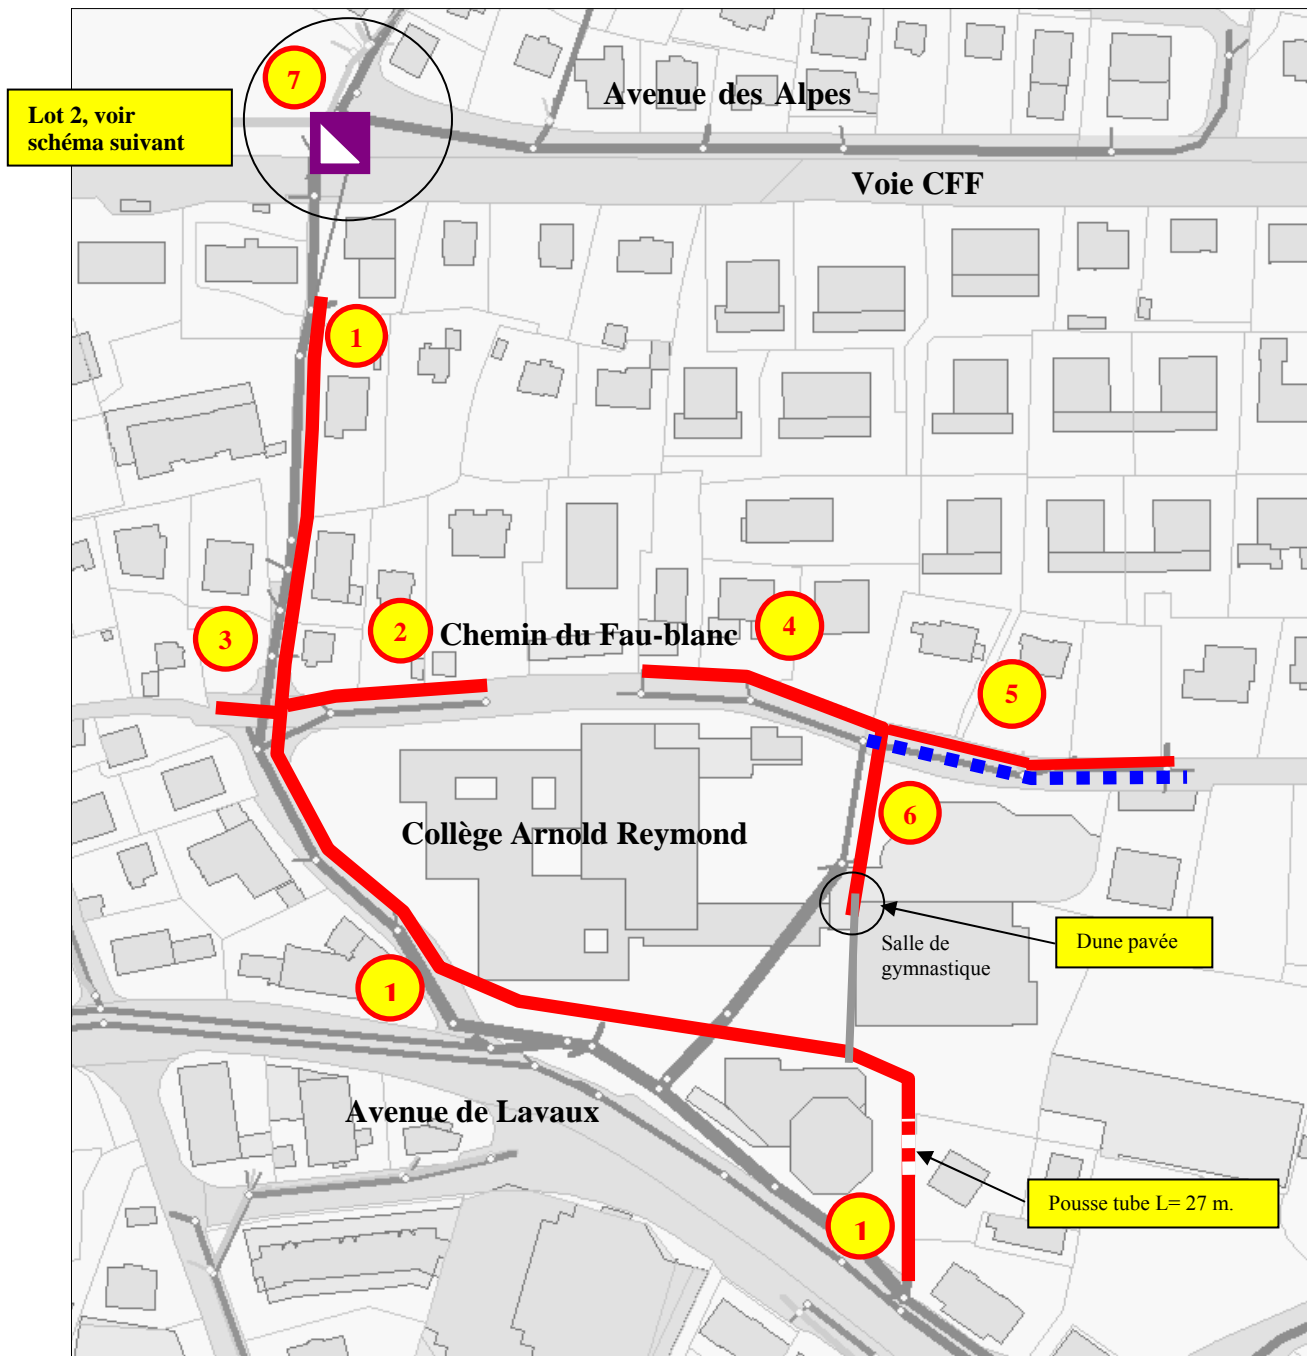 7
Lot 2, voir
schéma suivant
Avenue des Alpes
Voie CFF
1
3
2
Chemin du Fau-blanc
4
5
6
Collège Arnold Reymond
Salle de
gymnastique
Dune pavée
1
Avenue de Lavaux
Pousse tube L= 27 m.
1